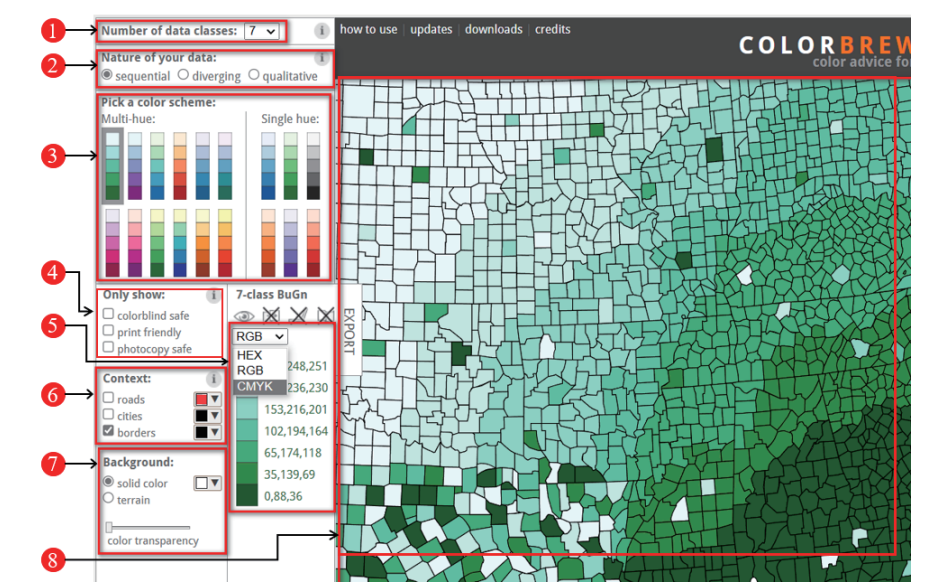 1
Number of data classes: 7
i
how to use | updates | downloads | credits
COLORBREW
color advice fo
2
Nature of your data:
i
sequential diverging qualitative
3
Pick a color scheme:
Multi-hue: Single hue:
4
Only show:
i
colorblind safe
print friendly
photocopy safe
7-class BuGn
EXPORT
5
RGB
HEX
RGB
CMYK
248,251
236,230
153,216,201
102,194,164
65,174,118
35,139,69
0,88,36
6
Context:
i
roads
cities
borders
7
Background:
solid color
terrain
color transparency
8